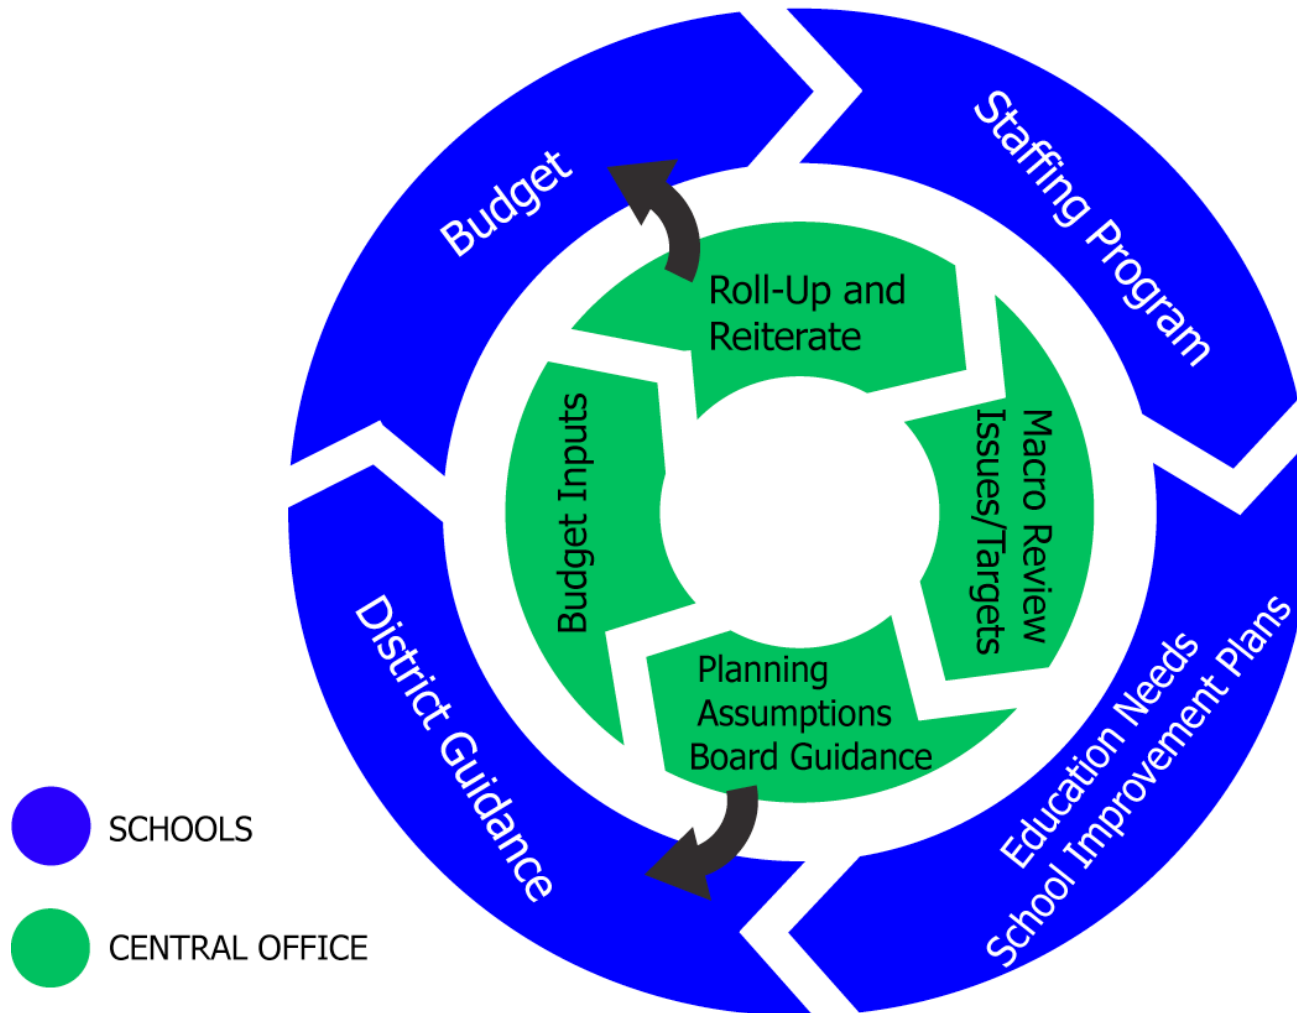 Budget
Staffing Program
Roll-Up and
Reiterate
Budget Inputs
Macro Review
Issues/Targets
Planning
Assumptions
Board Guidance
District Guidance
Education Needs
School Improvement Plans
SCHOOLS
CENTRAL OFFICE